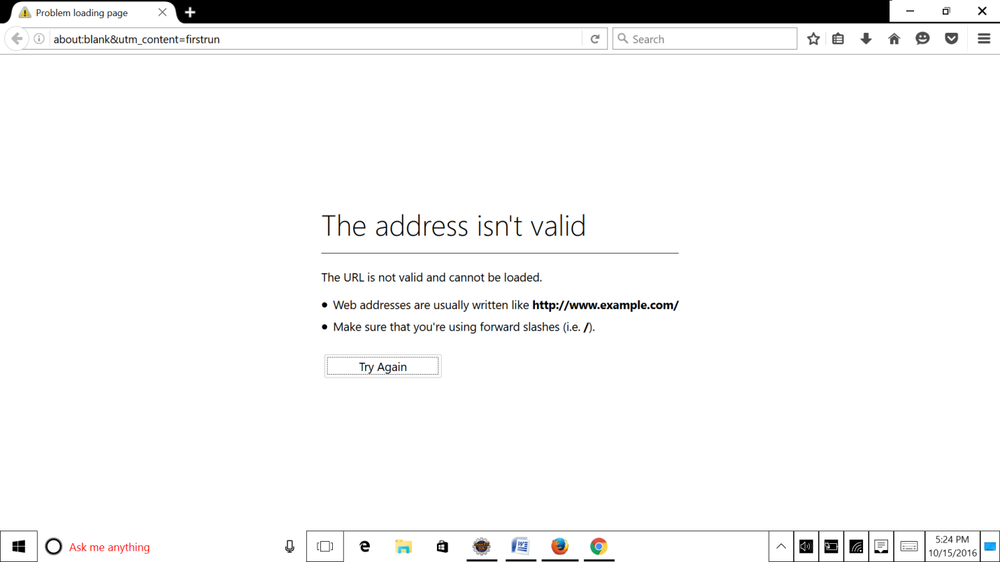 Problem loading page
about:blank&utm_content=firstrun
Search
The address isn't valid
The URL is not valid and cannot be loaded.
Web addresses are usually written like http://www.example.com/
Make sure that you're using forward slashes (i.e. /).
Try Again
Ask me anything
5:24 PM
10/15/2016